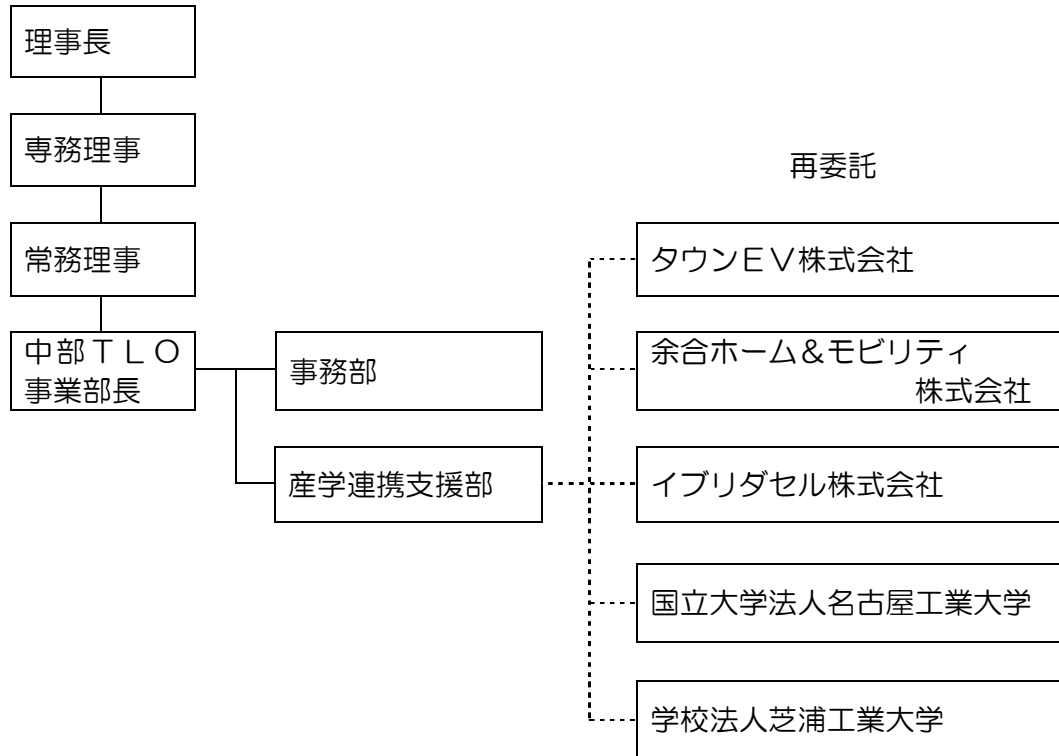 理事長
専務理事
常務理事
中部ＴＬＯ
事業部長
事務部
産学連携支援部
再委託
タウンＥＶ株式会社
余合ホーム＆モビリティ
株式会社
イブリダセル株式会社
国立大学法人名古屋工業大学
学校法人芝浦工業大学